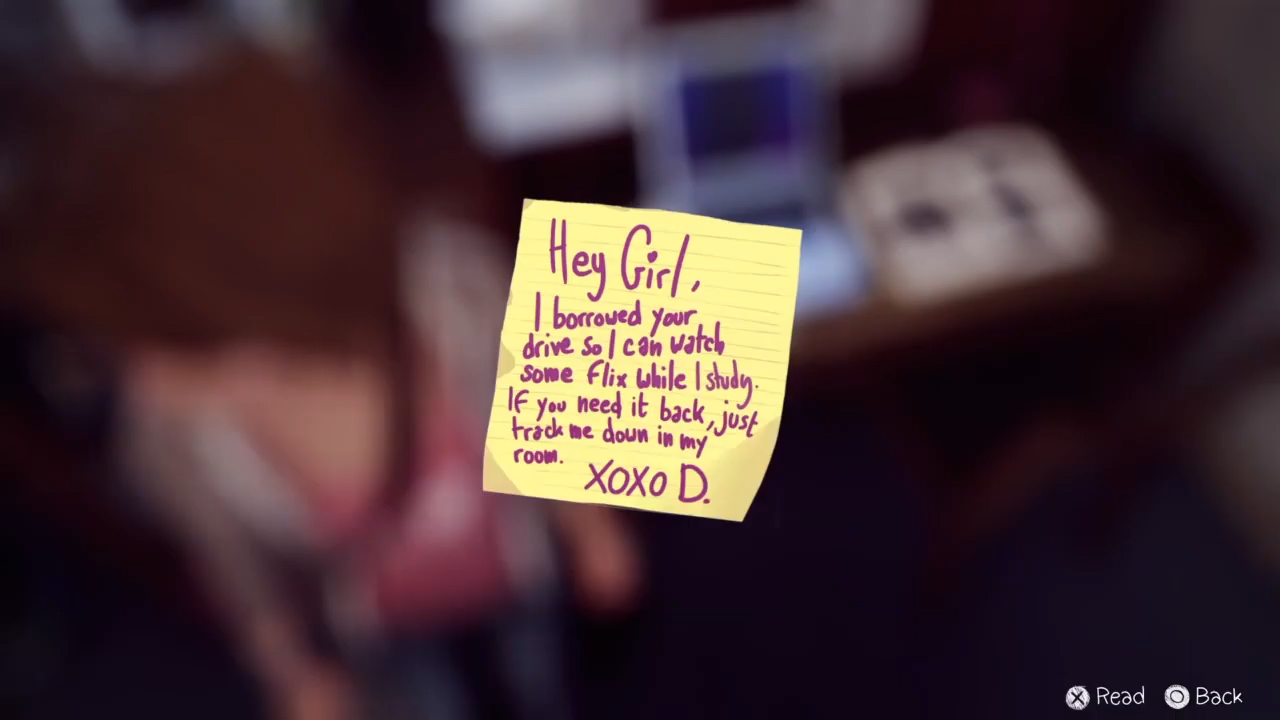 Hey Girl,
I borrowed your
drive so I can watch
some flix while I study.
If you need it back, just
track me down in my
room.
XOXO D.
Read
Back